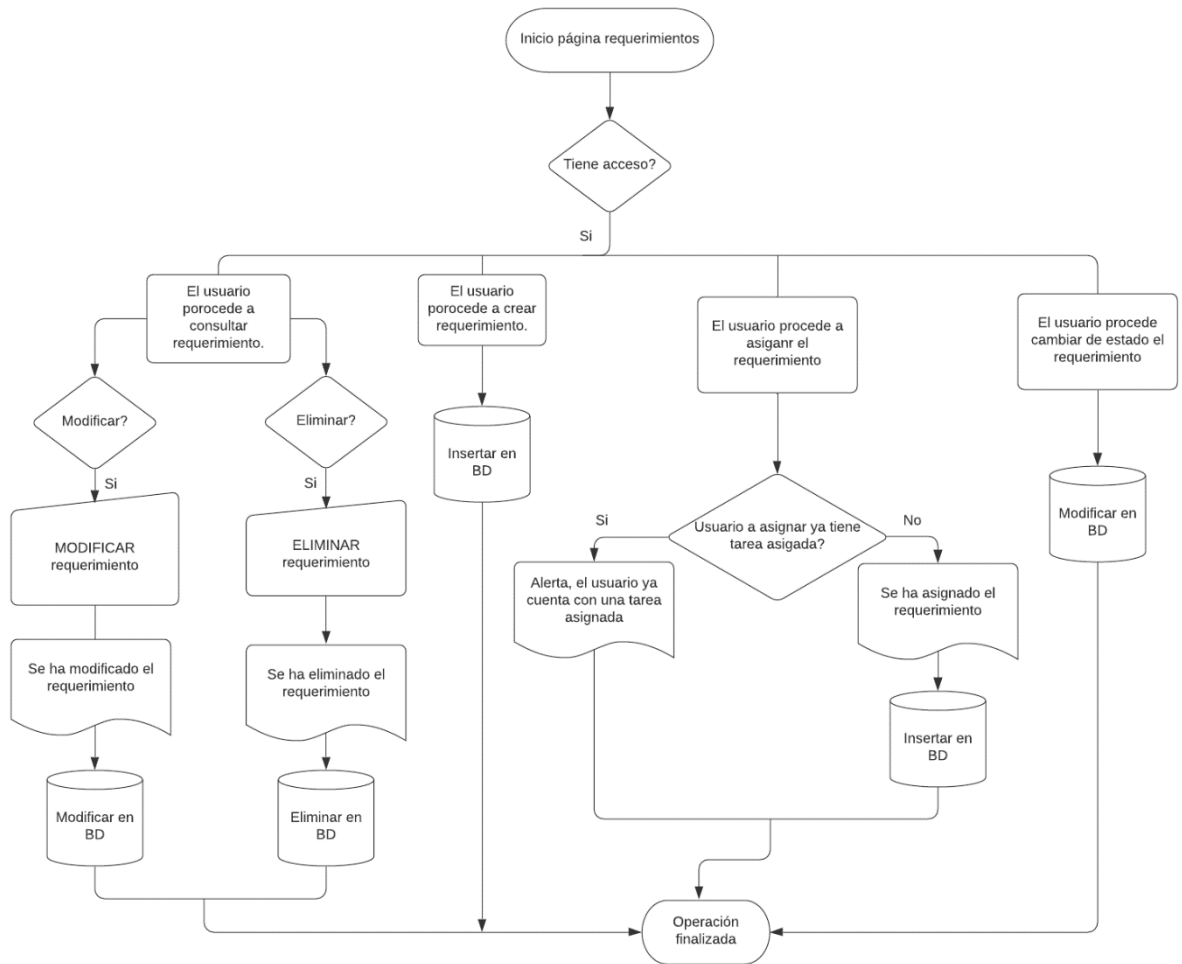 Inicio página requerimientos
Tiene acceso?
Si
El usuario
porocede a
consultar
requerimiento.
El usuario
porocede a crear
requerimiento.
El usuario procede a
asiganr el
requerimiento
El usuario procede
cambiar de estado el
requerimiento
Modificar?
Eliminar?
Si
Si
Insertar en
BD
Modificar en
BD
MODIFICAR
requerimiento
ELIMINAR
requerimiento
Usuario a asignar ya tiene
tarea asigada?
Si
No
Alerta, el usuario ya
cuenta con una tarea
asignada
Se ha asignado el
requerimiento
Se ha modificado el
requerimiento
Se ha eliminado el
requerimiento
Insertar en
BD
Modificar en
BD
Eliminar en
BD
Operación
finalizada